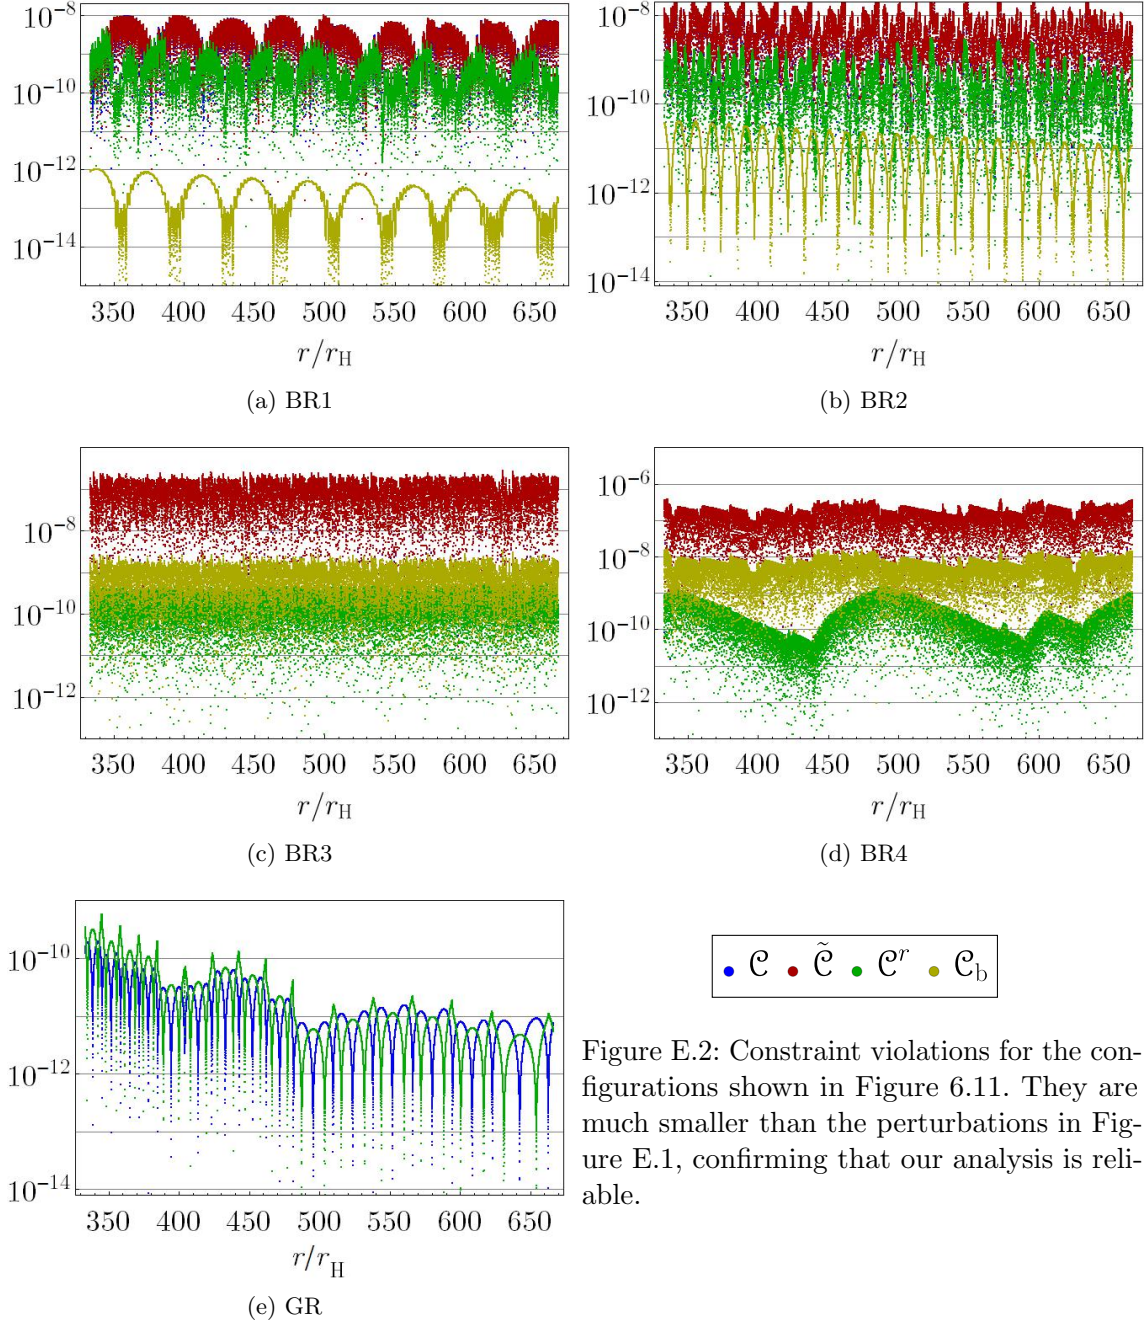 10⁻⁸
10⁻¹⁰
10⁻¹²
10⁻¹⁴
350 400 450 500 550 600 650
r/r_H
(a) BR1
10⁻⁸
10⁻¹⁰
10⁻¹²
10⁻¹⁴
350 400 450 500 550 600 650
r/r_H
(b) BR2
10⁻⁸
10⁻¹⁰
10⁻¹²
350 400 450 500 550 600 650
r/r_H
(c) BR3
10⁻⁶
10⁻⁸
10⁻¹⁰
10⁻¹²
350 400 450 500 550 600 650
r/r_H
(d) BR4
10⁻¹⁰
10⁻¹²
10⁻¹⁴
350 400 450 500 550 600 650
r/r_H
(e) GR
C C̃ Cʳ C_b
Figure E.2: Constraint violations for the con-
figurations shown in Figure 6.11. They are
much smaller than the perturbations in Fig-
ure E.1, confirming that our analysis is reli-
able.